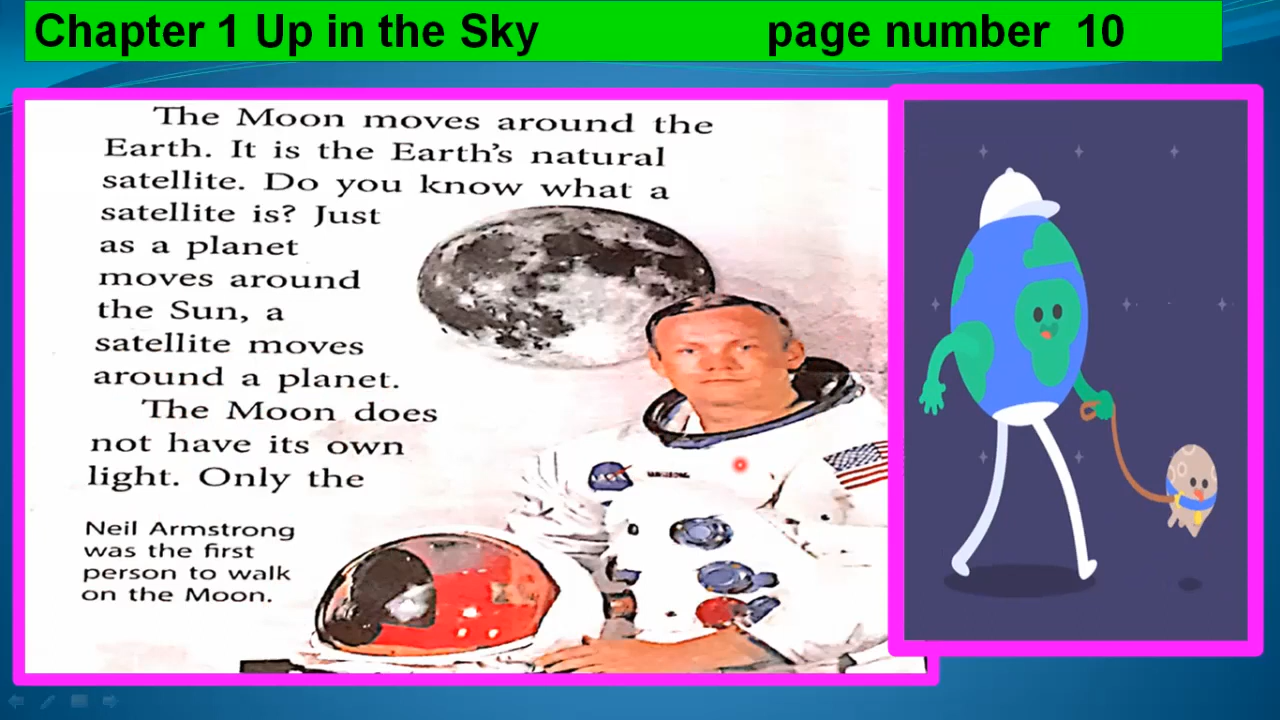 Chapter 1 Up in the Sky page number 10
The Moon moves around the
Earth. It is the Earth's natural
satellite. Do you know what a
satellite is? Just
as a planet
moves around
the Sun, a
satellite moves
around a planet.
The Moon does
not have its own
light. Only the
Neil Armstrong
was the first
person to walk
on the Moon.
NASA